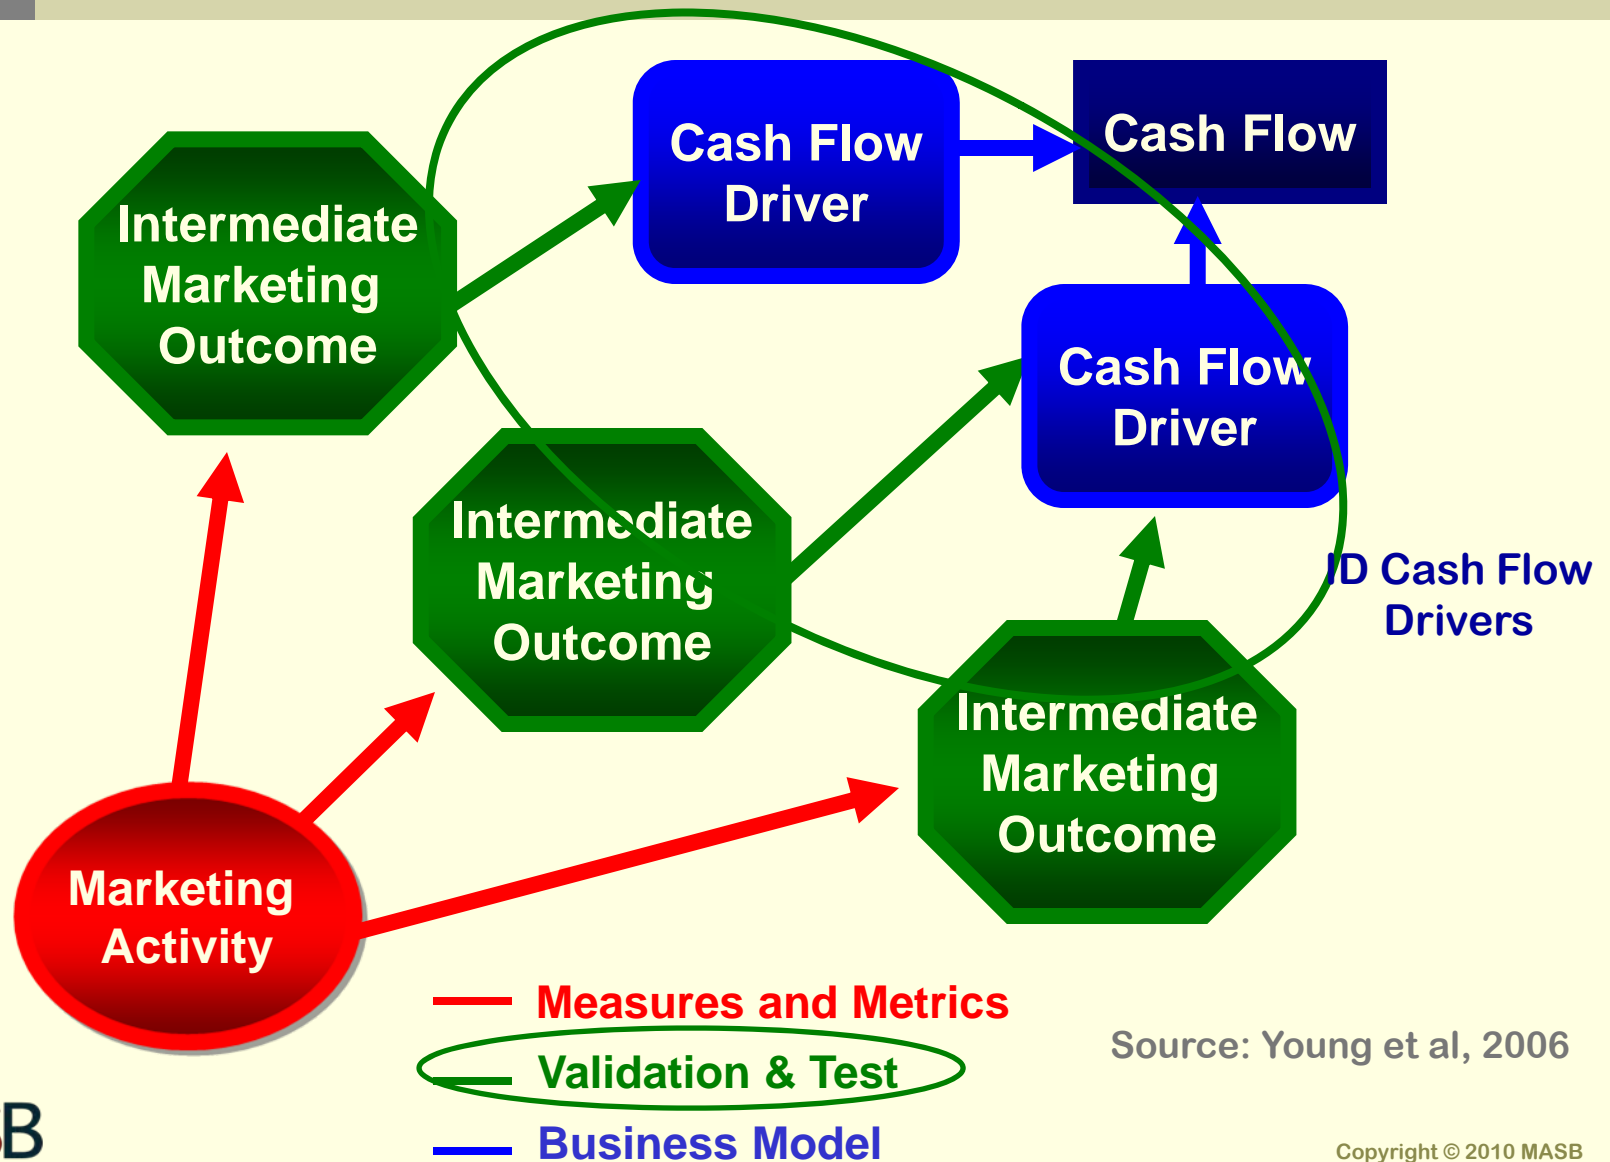 Cash Flow
Driver
Cash Flow
Intermediate
Marketing
Outcome
Cash Flow
Driver
Intermediate
Marketing
Outcome
ID Cash Flow
Drivers
Intermediate
Marketing
Outcome
Marketing
Activity
Measures and Metrics
Validation & Test
Business Model
Source: Young et al, 2006
B
Copyright © 2010 MASB